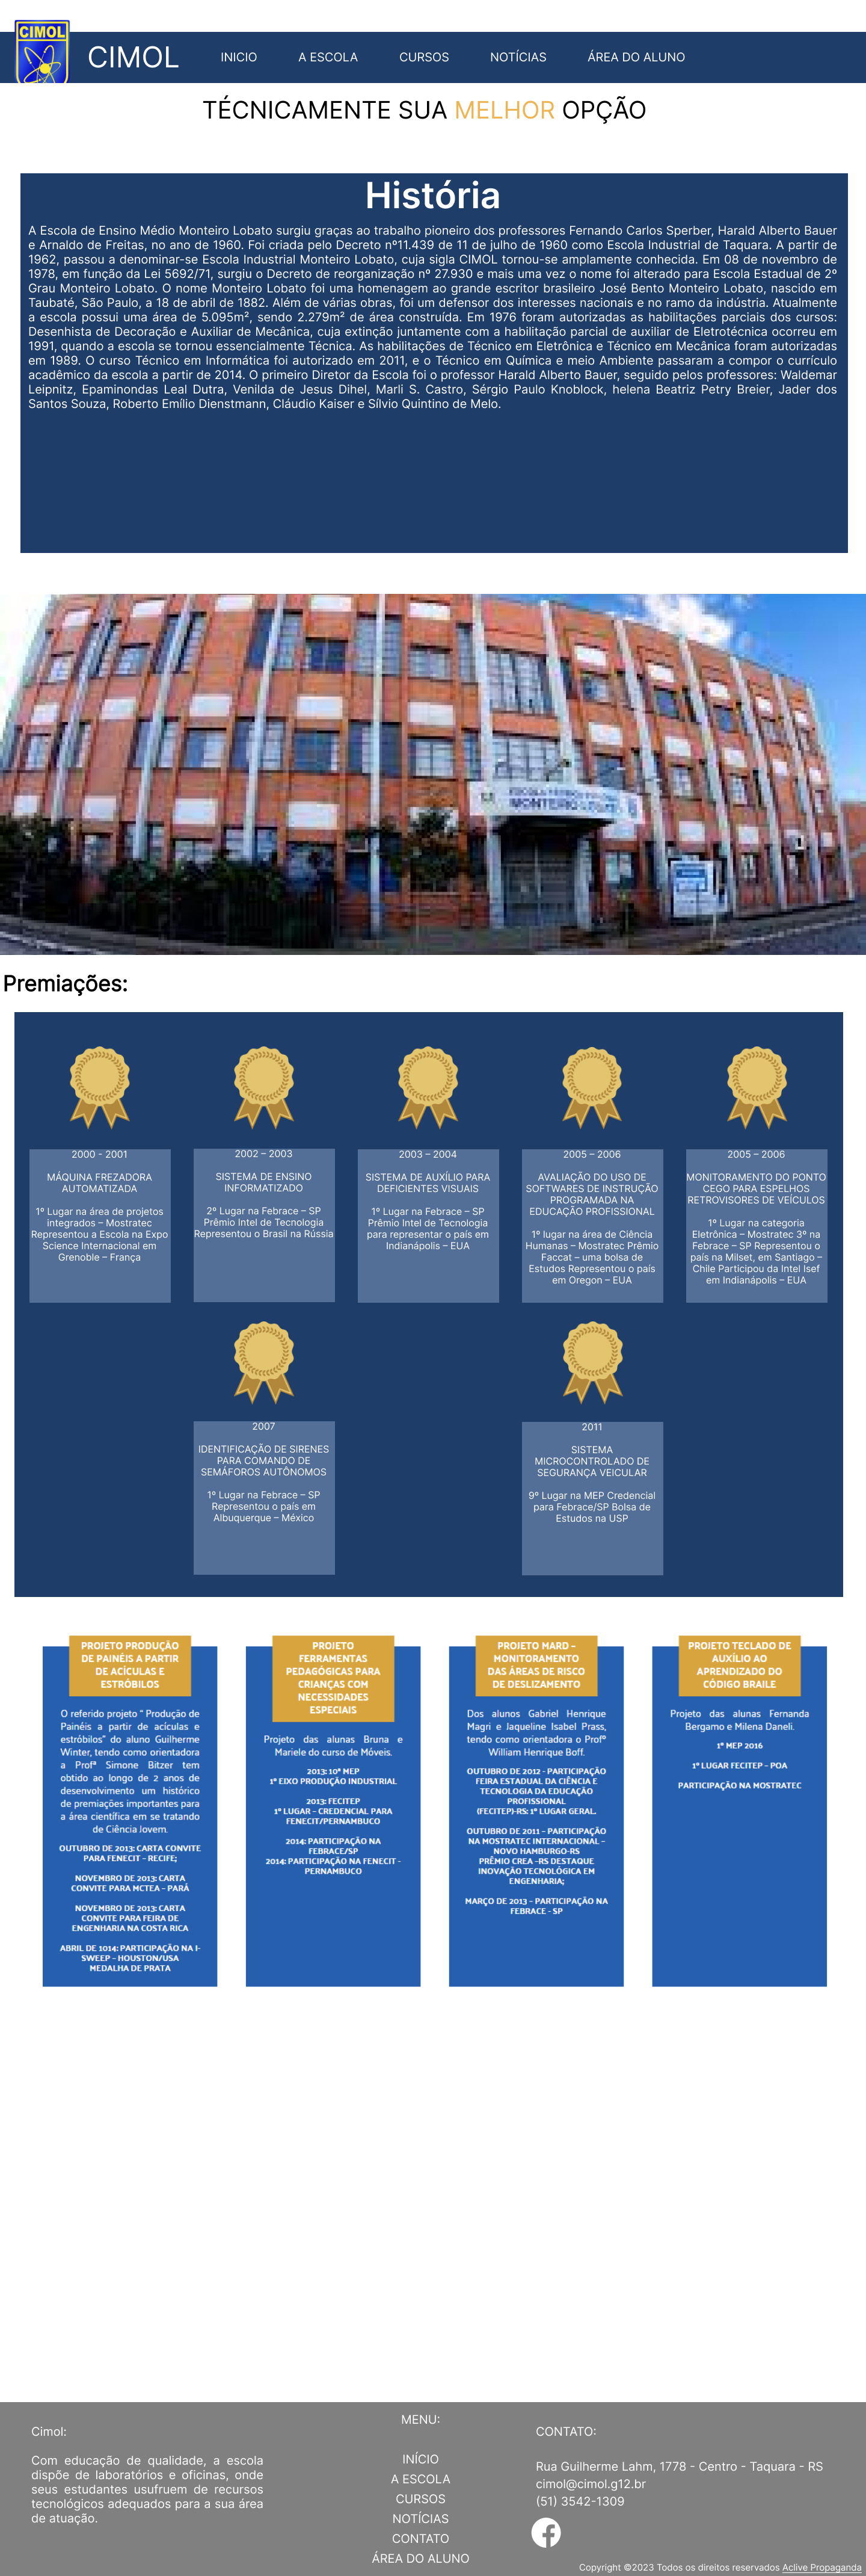 CIMOL
CIMOL
INICIO
A ESCOLA
CURSOS
NOTÍCIAS
ÁREA DO ALUNO
TÉCNICAMENTE SUA MELHOR OPÇÃO
História
A Escola de Ensino Médio Monteiro Lobato surgiu graças ao trabalho pioneiro dos professores Fernando Carlos Sperber, Harald Alberto Bauer
e Arnaldo de Freitas, no ano de 1960. Foi criada pelo Decreto nº11.439 de 11 de julho de 1960 como Escola Industrial de Taquara. A partir de
1962, passou a denominar-se Escola Industrial Monteiro Lobato, cuja sigla CIMOL tornou-se amplamente conhecida. Em 08 de novembro de
1978, em função da Lei 5692/71, surgiu o Decreto de reorganização nº 27.930 e mais uma vez o nome foi alterado para Escola Estadual de 2º
Grau Monteiro Lobato. O nome Monteiro Lobato foi uma homenagem ao grande escritor brasileiro José Bento Monteiro Lobato, nascido em
Taubaté, São Paulo, a 18 de abril de 1882. Além de várias obras, foi um defensor dos interesses nacionais e no ramo da indústria. Atualmente
a escola possui uma área de 5.095m², sendo 2.279m² de área construída. Em 1976 foram autorizadas as habilitações parciais dos cursos:
Desenhista de Decoração e Auxiliar de Mecânica, cuja extinção juntamente com a habilitação parcial de auxiliar de Eletrotécnica ocorreu em
1991, quando a escola se tornou essencialmente Técnica. As habilitações de Técnico em Eletrônica e Técnico em Mecânica foram autorizadas
em 1989. O curso Técnico em Informática foi autorizado em 2011, e o Técnico em Química e meio Ambiente passaram a compor o currículo
acadêmico da escola a partir de 2014. O primeiro Diretor da Escola foi o professor Harald Alberto Bauer, seguido pelos professores: Waldemar
Leipnitz, Epaminondas Leal Dutra, Venilda de Jesus Dihel, Marli S. Castro, Sérgio Paulo Knoblock, helena Beatriz Petry Breier, Jader dos
Santos Souza, Roberto Emílio Dienstmann, Cláudio Kaiser e Sílvio Quintino de Melo.
MONTEIRO
Premiações:
2000 - 2001
MÁQUINA FREZADORA
AUTOMATIZADA
1º Lugar na área de projetos
integrados – Mostratec
Representou a Escola na Expo
Science Internacional em
Grenoble – França
2002 – 2003
SISTEMA DE ENSINO
INFORMATIZADO
2º Lugar na Febrace – SP
Prêmio Intel de Tecnologia
Representou o Brasil na Rússia
2003 – 2004
SISTEMA DE AUXÍLIO PARA
DEFICIENTES VISUAIS
1º Lugar na Febrace – SP
Prêmio Intel de Tecnologia
para representar o país em
Indianápolis – EUA
2005 – 2006
AVALIAÇÃO DO USO DE
SOFTWARES DE INSTRUÇÃO
PROGRAMADA NA
EDUCAÇÃO PROFISSIONAL
1º lugar na área de Ciência
Humanas – Mostratec Prêmio
Faccat – uma bolsa de
Estudos Representou o país
em Oregon – EUA
2005 – 2006
MONITORAMENTO DO PONTO
CEGO PARA ESPELHOS
RETROVISORES DE VEÍCULOS
1º Lugar na categoria
Eletrônica – Mostratec 3º na
Febrace – SP Representou o
país na Milset, em Santiago –
Chile Participou da Intel Isef
em Indianápolis – EUA
2007
IDENTIFICAÇÃO DE SIRENES
PARA COMANDO DE
SEMÁFOROS AUTÔNOMOS
1º Lugar na Febrace – SP
Representou o país em
Albuquerque – México
2011
SISTEMA
MICROCONTROLADO DE
SEGURANÇA VEICULAR
9º Lugar na MEP Credencial
para Febrace/SP Bolsa de
Estudos na USP
PROJETO PRODUÇÃO
DE PAINÉIS A PARTIR
DE ACÍCULAS E
ESTRÓBILOS
O referido projeto “ Produção de
Painéis a partir de acículas e
estróbilos” do aluno Guilherme
Winter, tendo como orientadora
a Profª Simone Bitzer tem
obtido ao longo de 2 anos de
desenvolvimento um histórico
de premiações importantes para
a área científica em se tratando
de Ciência Jovem.
OUTUBRO DE 2013: CARTA CONVITE
PARA FENECIT – RECIFE;
NOVEMBRO DE 2013: CARTA
CONVITE PARA MCTEA – PARÁ
NOVEMBRO DE 2013: CARTA
CONVITE PARA FEIRA DE
ENGENHARIA NA COSTA RICA
ABRIL DE 1014: PARTICIPAÇÃO NA I-
SWEEP – HOUSTON/USA
MEDALHA DE PRATA
PROJETO
FERRAMENTAS
PEDAGÓGICAS PARA
CRIANÇAS COM
NECESSIDADES
ESPECIAIS
Projeto das alunas Bruna e
Mariele do curso de Móveis.
2013: 10º MEP
1º EIXO PRODUÇÃO INDUSTRIAL
2013: FECITEP
1º LUGAR – CREDENCIAL PARA
FENECIT/PERNAMBUCO
2014: PARTICIPAÇÃO NA
FEBRACE/SP
2014: PARTICIPAÇÃO NA FENECIT -
PERNAMBUCO
PROJETO MARD –
MONITORAMENTO
DAS ÁREAS DE RISCO
DE DESLIZAMENTO
Dos alunos Gabriel Henrique
Magri e Jaqueline Isabel Prass,
tendo como orientadora o Profº
William Henrique Boff.
OUTUBRO DE 2012 - PARTICIPAÇÃO
FEIRA ESTADUAL DA CIÊNCIA E
TECNOLOGIA DA EDUCAÇÃO
PROFISSIONAL
(FECITEP)-RS: 1º LUGAR GERAL.
OUTUBRO DE 2011 – PARTICIPAÇÃO
NA MOSTRATEC INTERNACIONAL –
NOVO HAMBURGO-RS
PRÊMIO CREA -RS DESTAQUE
INOVAÇÃO TECNOLÓGICA EM
ENGENHARIA;
MARÇO DE 2013 – PARTICIPAÇÃO NA
FEBRACE - SP
PROJETO TECLADO DE
AUXÍLIO AO
APRENDIZADO DO
CÓDIGO BRAILE
Projeto das alunas Fernanda
Bergamo e Milena Daneli.
1º MEP 2016
1º LUGAR FECITEP – POA
PARTICIPAÇÃO NA MOSTRATEC
Cimol:
Com educação de qualidade, a escola
dispõe de laboratórios e oficinas, onde
seus estudantes usufruem de recursos
tecnológicos adequados para a sua área
de atuação.
MENU:
INÍCIO
A ESCOLA
CURSOS
NOTÍCIAS
CONTATO
ÁREA DO ALUNO
CONTATO:
Rua Guilherme Lahm, 1778 - Centro - Taquara - RS
cimol@cimol.g12.br
(51) 3542-1309
Copyright ©2023 Todos os direitos reservados Aclive Propaganda